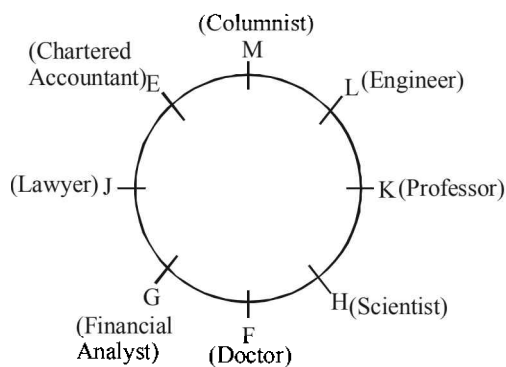 (Columnist)
M
(Chartered
Accountant) E
L (Engineer)
(Lawyer) J
K (Professor)
G
H (Scientist)
(Financial
Analyst)
F
(Doctor)